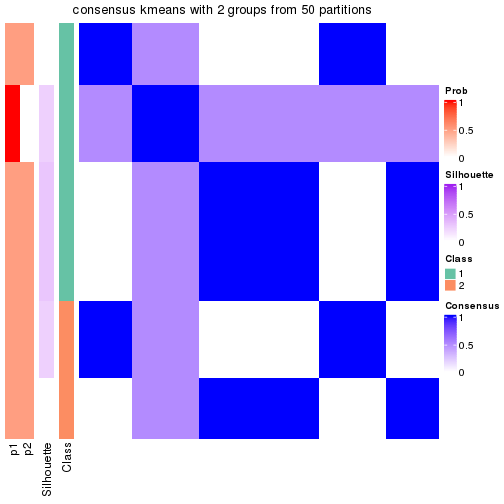 consensus kmeans with 2 groups from 50 partitions
Prob
1
0.5
0
Silhouette
1
0.5
0
Class
1
2
Consensus
1
0.5
0
p1
p2
Silhouette
Class